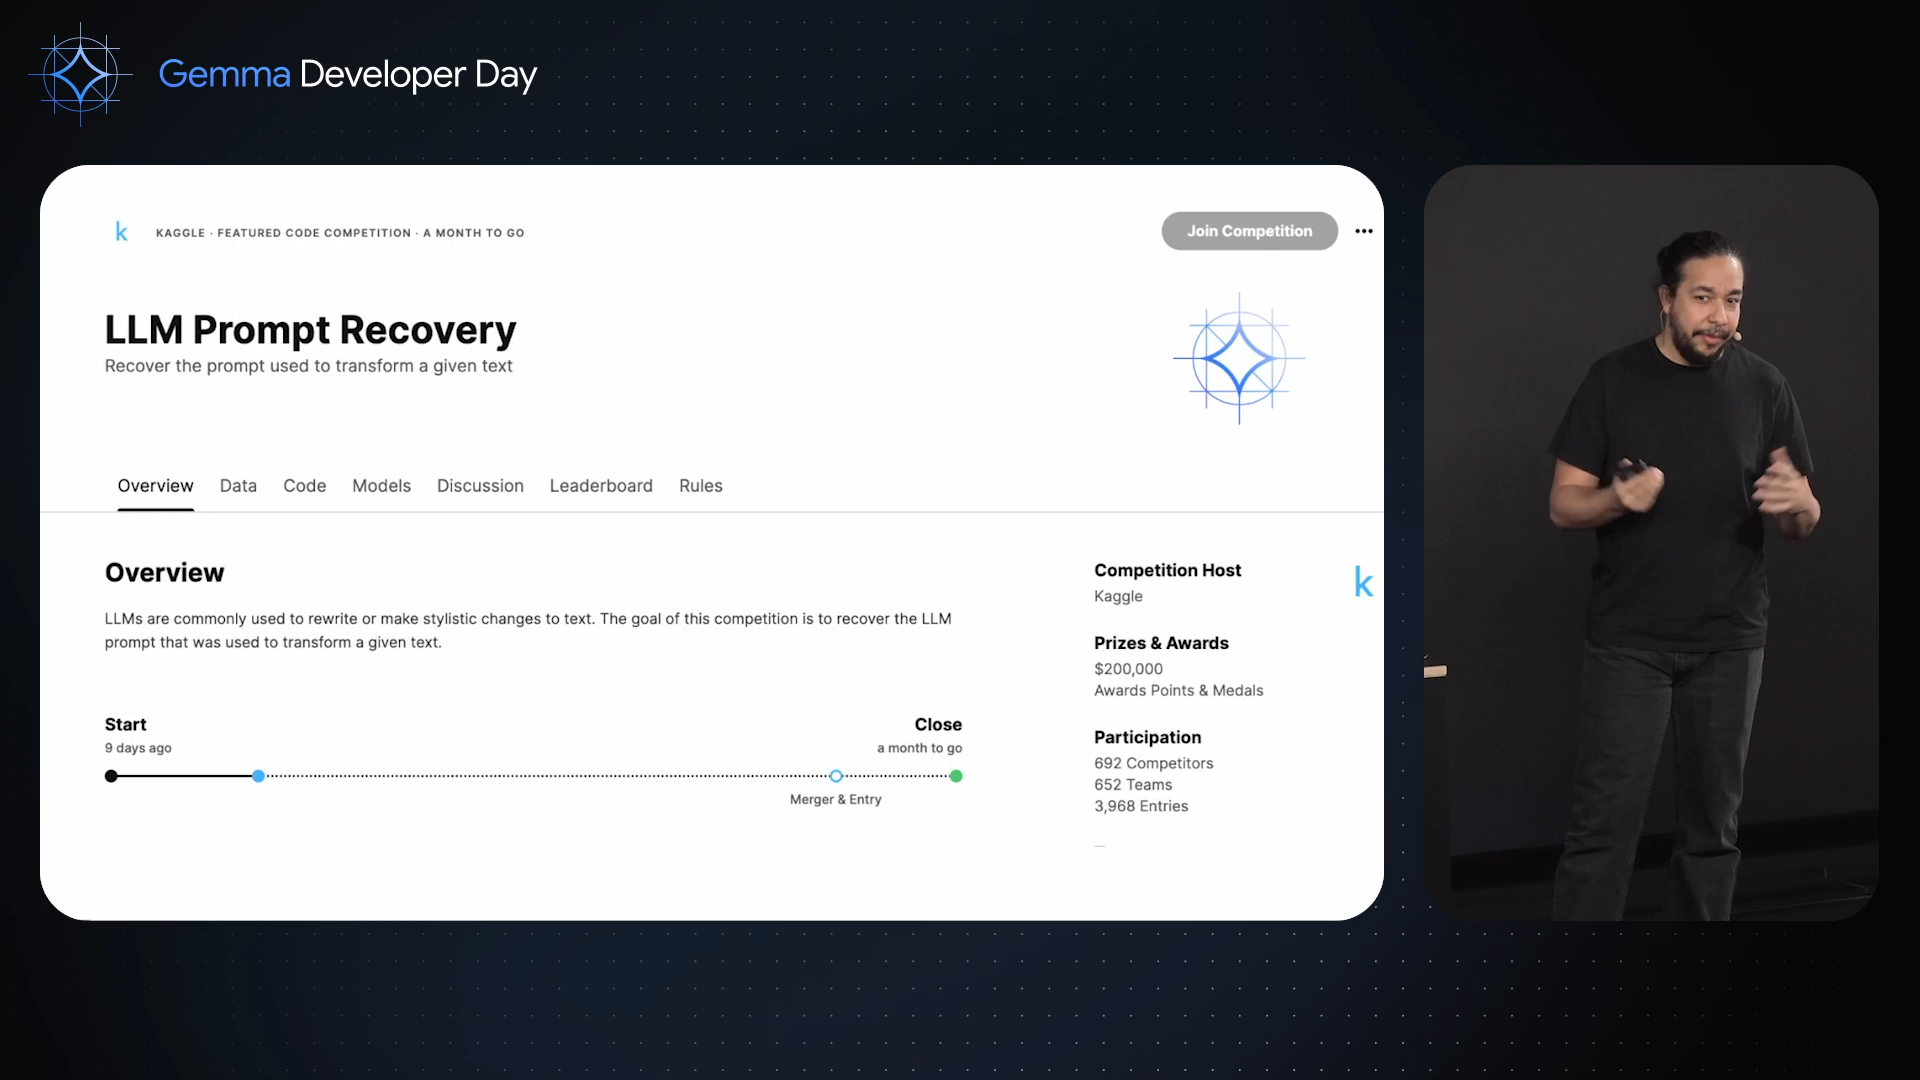 Gemma Developer Day
k
KAGGLE · FEATURED CODE COMPETITION · A MONTH TO GO
Join Competition
LLM Prompt Recovery
Recover the prompt used to transform a given text
Overview Data Code Models Discussion Leaderboard Rules
Overview
LLMs are commonly used to rewrite or make stylistic changes to text. The goal of this competition is to recover the LLM
prompt that was used to transform a given text.
Start
9 days ago
Close
a month to go
Merger & Entry
Competition Host
Kaggle
k
Prizes & Awards
$200,000
Awards Points & Medals
Participation
692 Competitors
652 Teams
3,968 Entries